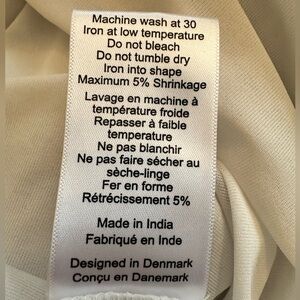 Machine wash at 30
Iron at low temperature
Do not bleach
Do not tumble dry
Iron into shape
Maximum 5% Shrinkage
Lavage en machine à
température froide
Repasser à faible
temperature
Ne pas blanchir
Ne pas faire sécher au
sèche-linge
Fer en forme
Rétrécissement 5%
Made in India
Fabriqué en Inde
Designed in Denmark
Conçu en Danemark